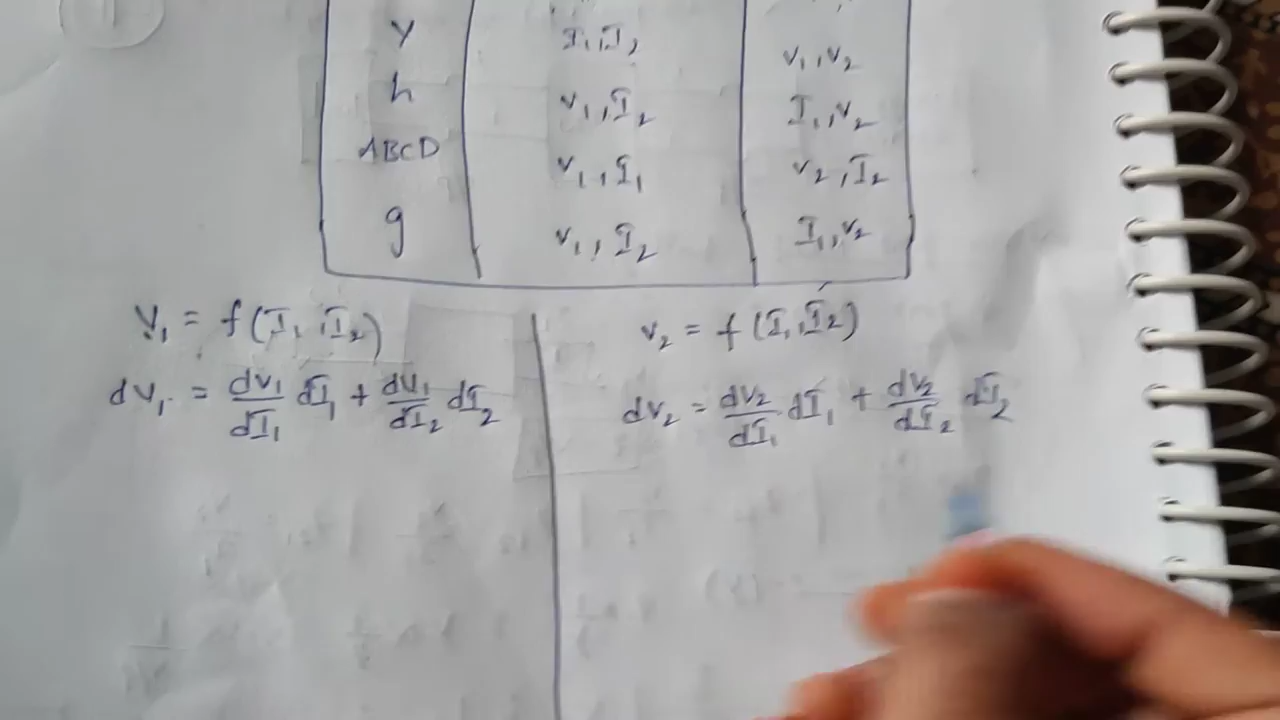 Y I₁, I₂ V₁, V₂
h V₁, I₂ I₁, V₂
ABCD V₁, I₁ V₂, I₂
g V₁, I₂ I₁, V₂
V₁ = f(I₁, I₂) V₂ = f(I₁, I₂)
dV₁ = dV₁/dI₁ dI₁ + dV₁/dI₂ dI₂ dV₂ = dV₂/dI₁ dI₁ + dV₂/dI₂ dI₂